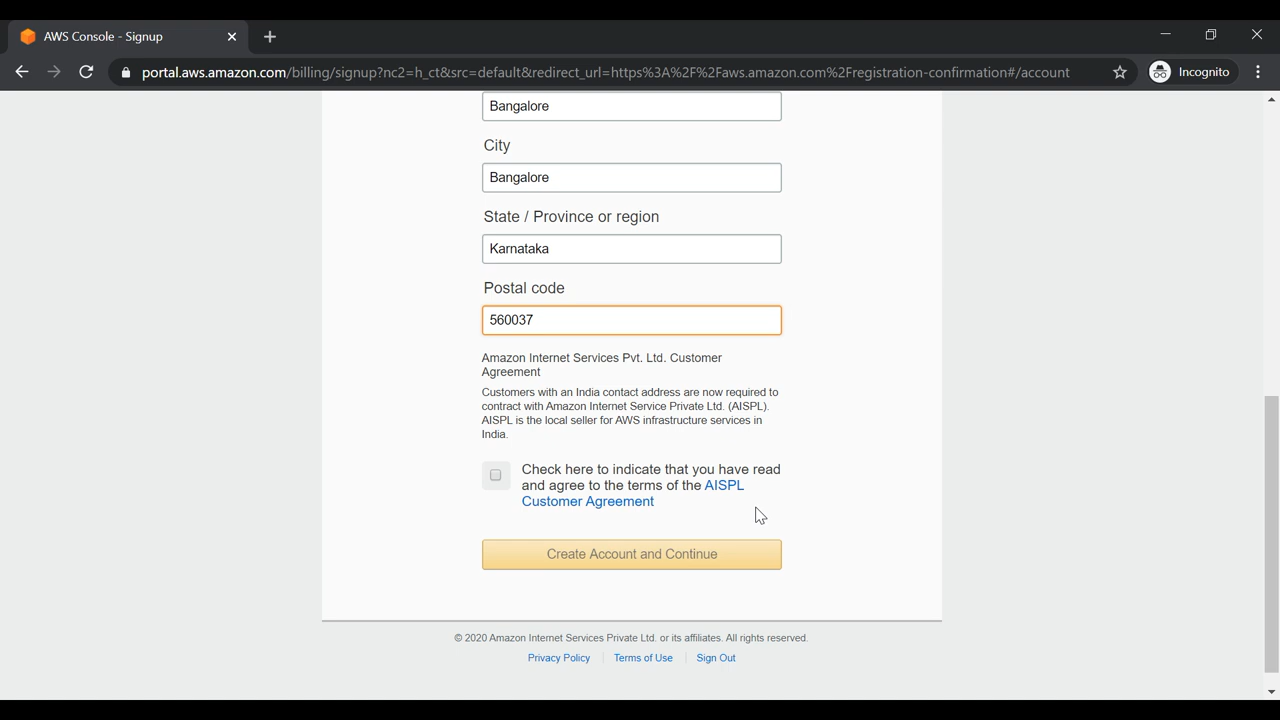 AWS Console - Signup
portal.aws.amazon.com/billing/signup?nc2=h_ct&src=default&redirect_url=https%3A%2F%2Faws.amazon.com%2Fregistration-confirmation#/account
Incognito
Bangalore
City
Bangalore
State / Province or region
Karnataka
Postal code
560037
Amazon Internet Services Pvt. Ltd. Customer
Agreement
Customers with an India contact address are now required to
contract with Amazon Internet Service Private Ltd. (AISPL).
AISPL is the local seller for AWS infrastructure services in
India.
Check here to indicate that you have read
and agree to the terms of the AISPL
Customer Agreement
Create Account and Continue
© 2020 Amazon Internet Services Private Ltd. or its affiliates. All rights reserved.
Privacy Policy Terms of Use Sign Out